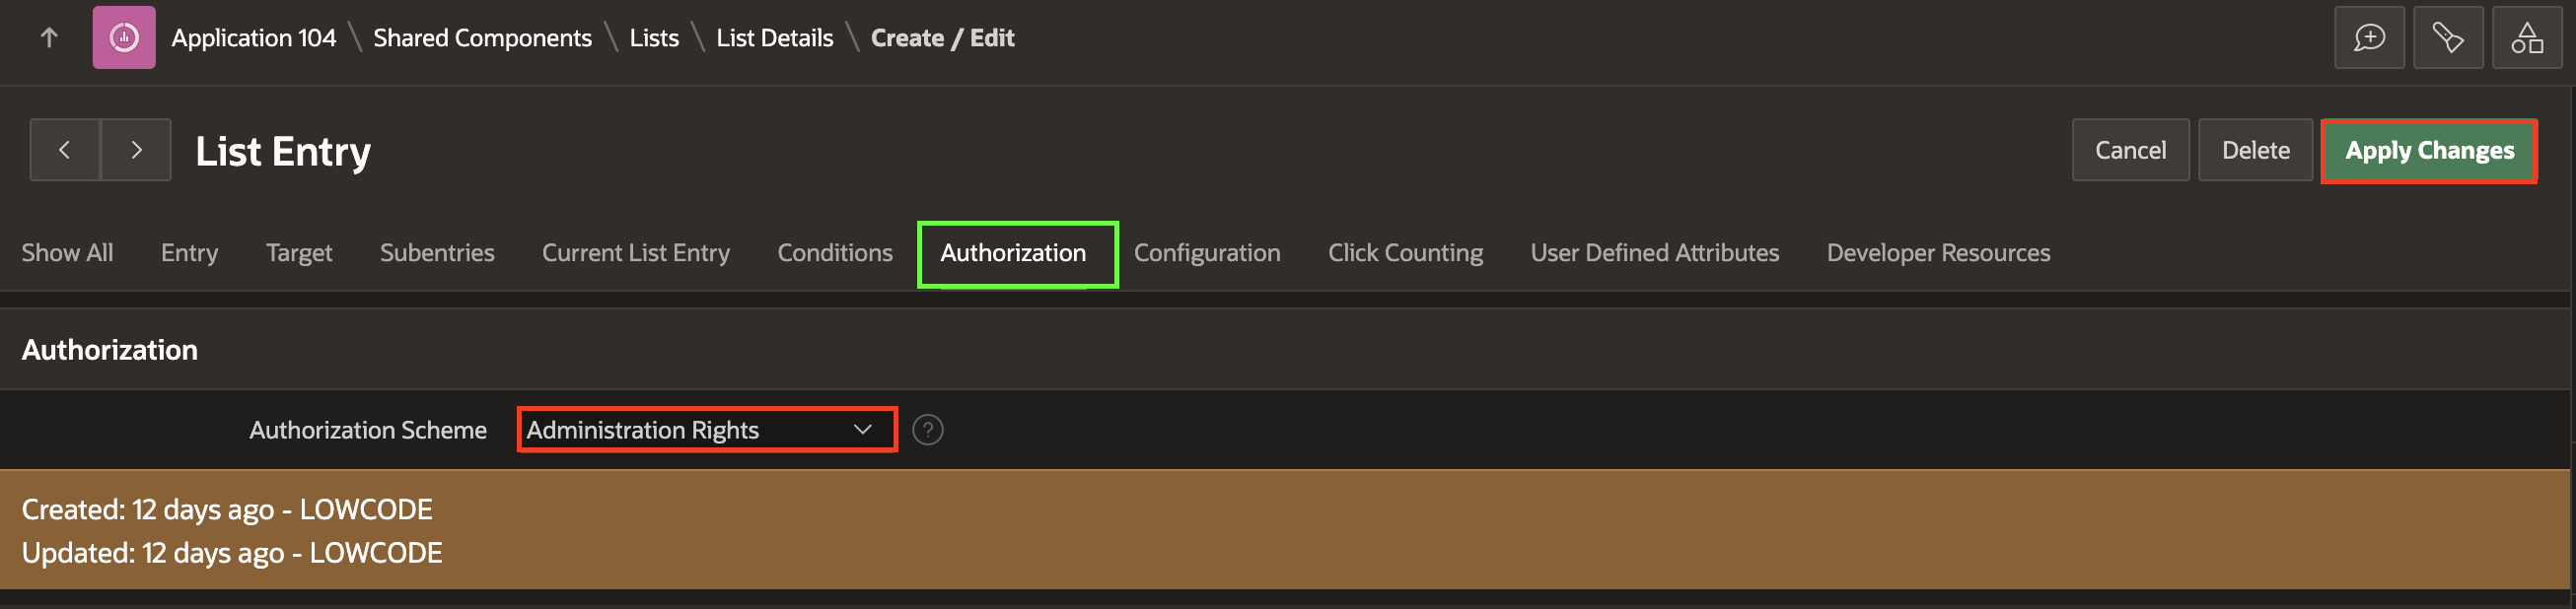 Application 104 \ Shared Components \ Lists \ List Details \ Create / Edit
List Entry
Cancel Delete Apply Changes
Show All Entry Target Subentries Current List Entry Conditions Authorization Configuration Click Counting User Defined Attributes Developer Resources
Authorization
Authorization Scheme Administration Rights ?
Created: 12 days ago - LOWCODE
Updated: 12 days ago - LOWCODE